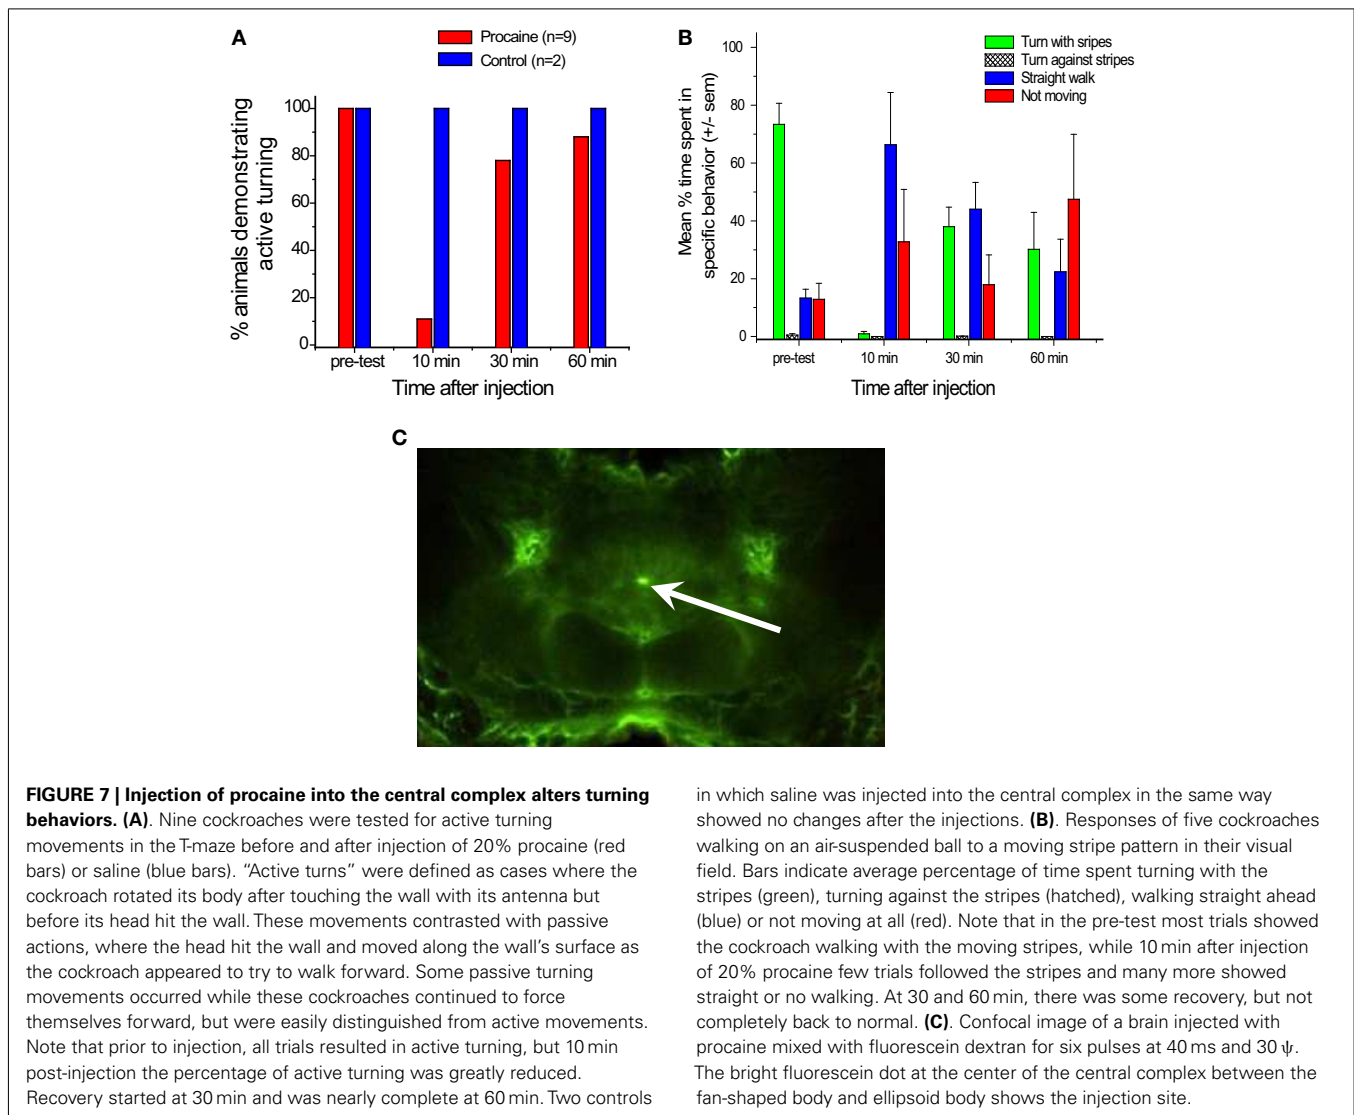 A
Procaine (n=9)
Control (n=2)
% animals demonstrating
active turning
100
80
60
40
20
0
pre-test
10 min
30 min
60 min
Time after injection
B
Turn with sripes
Turn against stripes
Straight walk
Not moving
Mean % time spent in
specific behavior (+/- sem)
100
80
60
40
20
0
pre-test
10 min
30 min
60 min
Time after injection
C
FIGURE 7 | Injection of procaine into the central complex alters turning
behaviors. (A). Nine cockroaches were tested for active turning
movements in the T-maze before and after injection of 20% procaine (red
bars) or saline (blue bars). “Active turns” were defined as cases where the
cockroach rotated its body after touching the wall with its antenna but
before its head hit the wall. These movements contrasted with passive
actions, where the head hit the wall and moved along the wall’s surface as
the cockroach appeared to try to walk forward. Some passive turning
movements occurred while these cockroaches continued to force
themselves forward, but were easily distinguished from active movements.
Note that prior to injection, all trials resulted in active turning, but 10 min
post-injection the percentage of active turning was greatly reduced.
Recovery started at 30 min and was nearly complete at 60 min. Two controls
in which saline was injected into the central complex in the same way
showed no changes after the injections. (B). Responses of five cockroaches
walking on an air-suspended ball to a moving stripe pattern in their visual
field. Bars indicate average percentage of time spent turning with the
stripes (green), turning against the stripes (hatched), walking straight ahead
(blue) or not moving at all (red). Note that in the pre-test most trials showed
the cockroach walking with the moving stripes, while 10 min after injection
of 20% procaine few trials followed the stripes and many more showed
straight or no walking. At 30 and 60 min, there was some recovery, but not
completely back to normal. (C). Confocal image of a brain injected with
procaine mixed with fluorescein dextran for six pulses at 40 ms and 30 ψ.
The bright fluorescein dot at the center of the central complex between the
fan-shaped body and ellipsoid body shows the injection site.